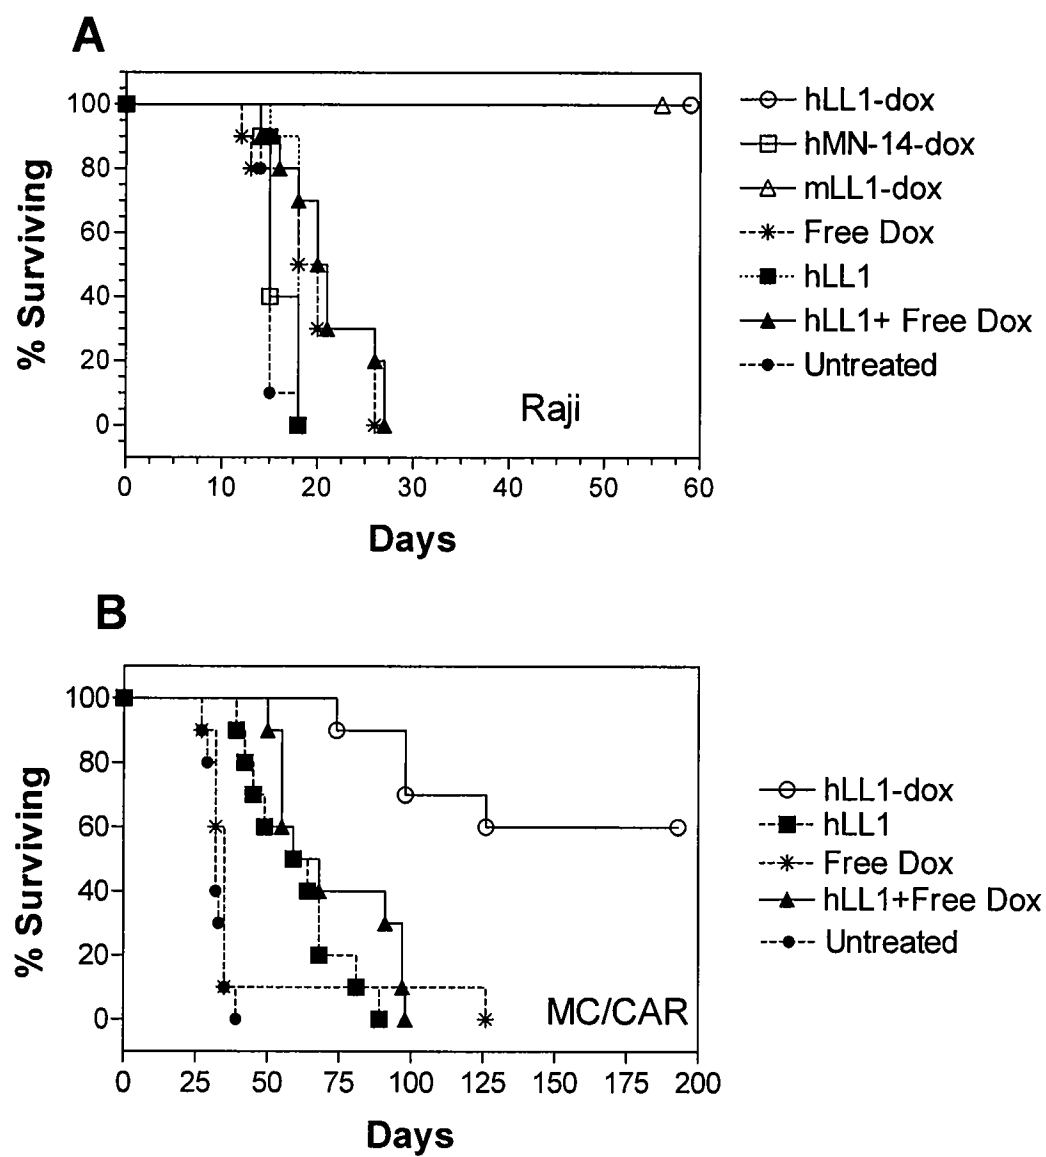 A
100
80
60
40
20
0
% Surviving
0 10 20 30 40 50 60
Days
Raji
hLL1-dox
hMN-14-dox
mLL1-dox
Free Dox
hLL1
hLL1+ Free Dox
Untreated
B
100
80
60
40
20
0
% Surviving
0 25 50 75 100 125 150 175 200
Days
MC/CAR
hLL1-dox
hLL1
Free Dox
hLL1+Free Dox
Untreated